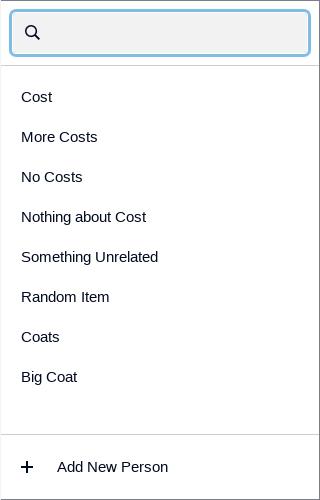 Cost
More Costs
No Costs
Nothing about Cost
Something Unrelated
Random Item
Coats
Big Coat
Add New Person